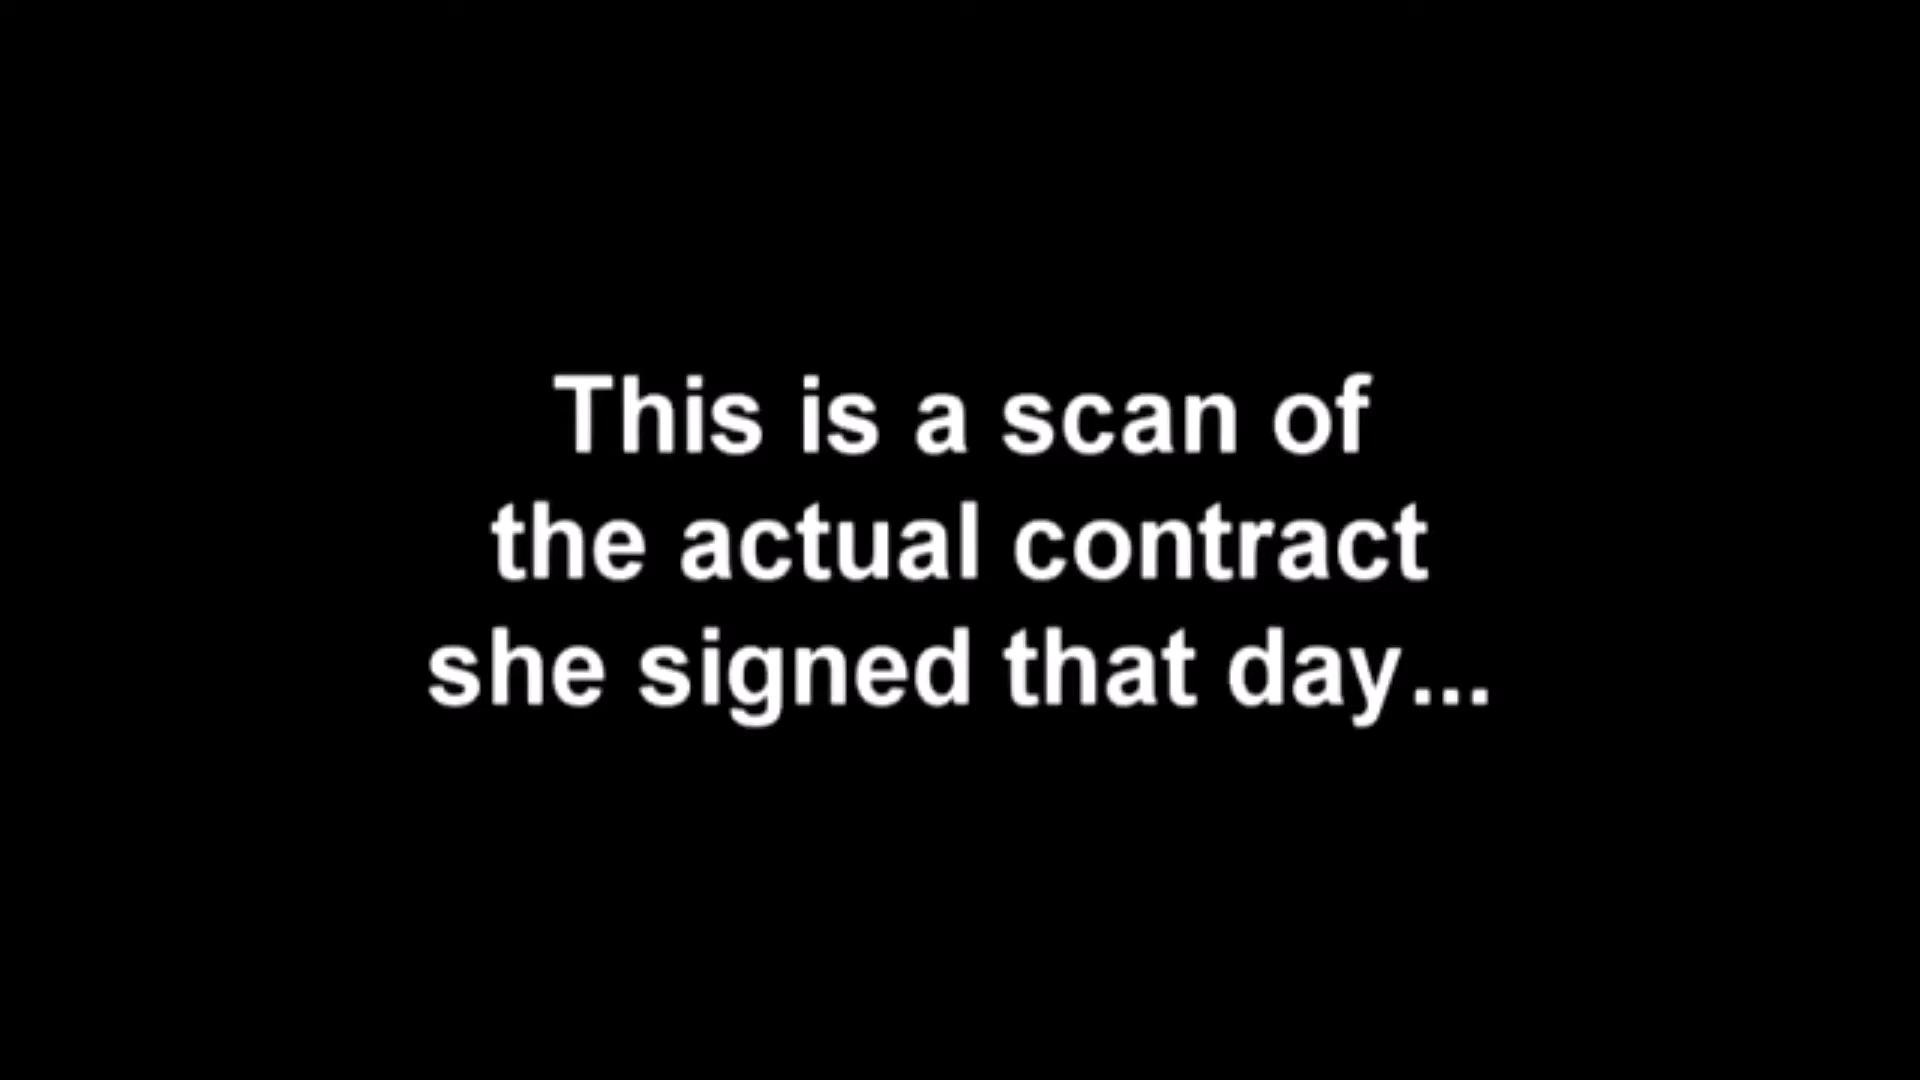 This is a scan of
the actual contract
she signed that day...